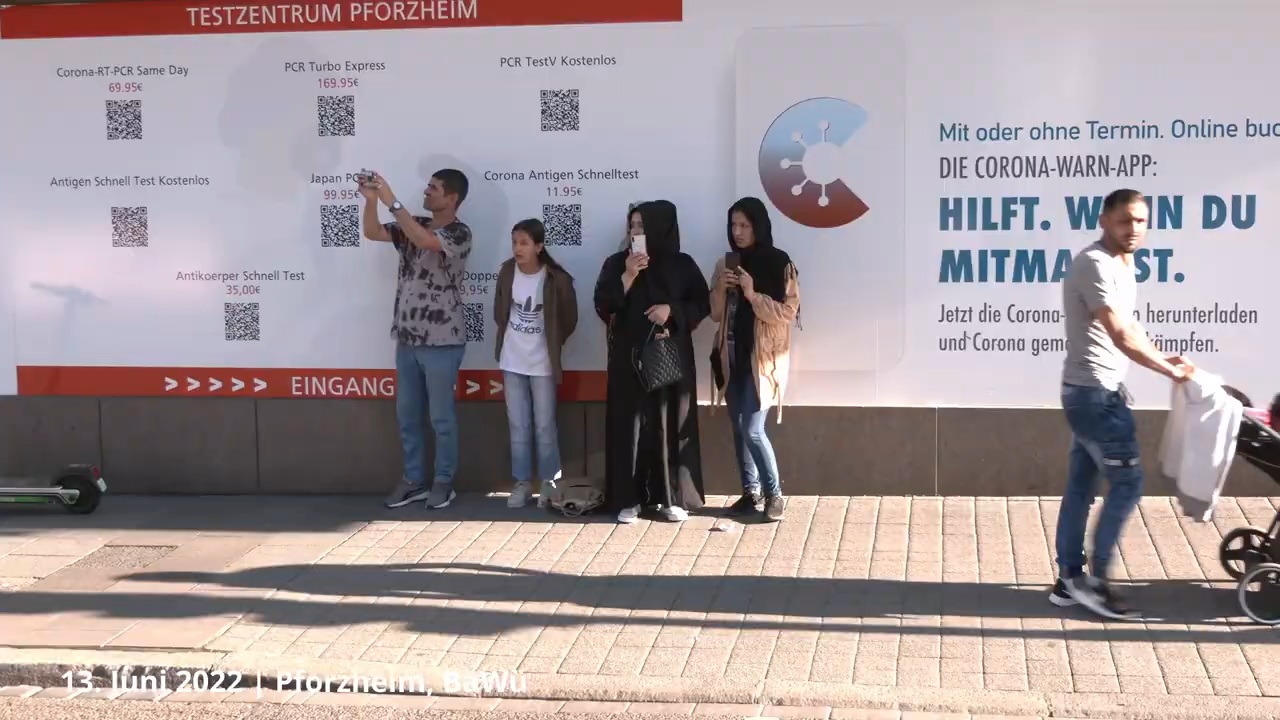 TESTZENTRUM PFORZHEIM
Corona-RT-PCR Same Day
69.95€
PCR Turbo Express
169.95€
PCR TestV Kostenlos
Antigen Schnell Test Kostenlos
Japan
99.95€
Corona Antigen Schnelltest
11.95€
Antikoerper Schnell Test
35,00€
9,95€
> > > > > EINGANG > >
Mit oder ohne Termin. Online
DIE CORONA-WARN-APP:
HILFT. DU
Jetzt die Corona- herunterladen
und Corona
adidas
13. Juni 2022 | Pforzheim, BaWü